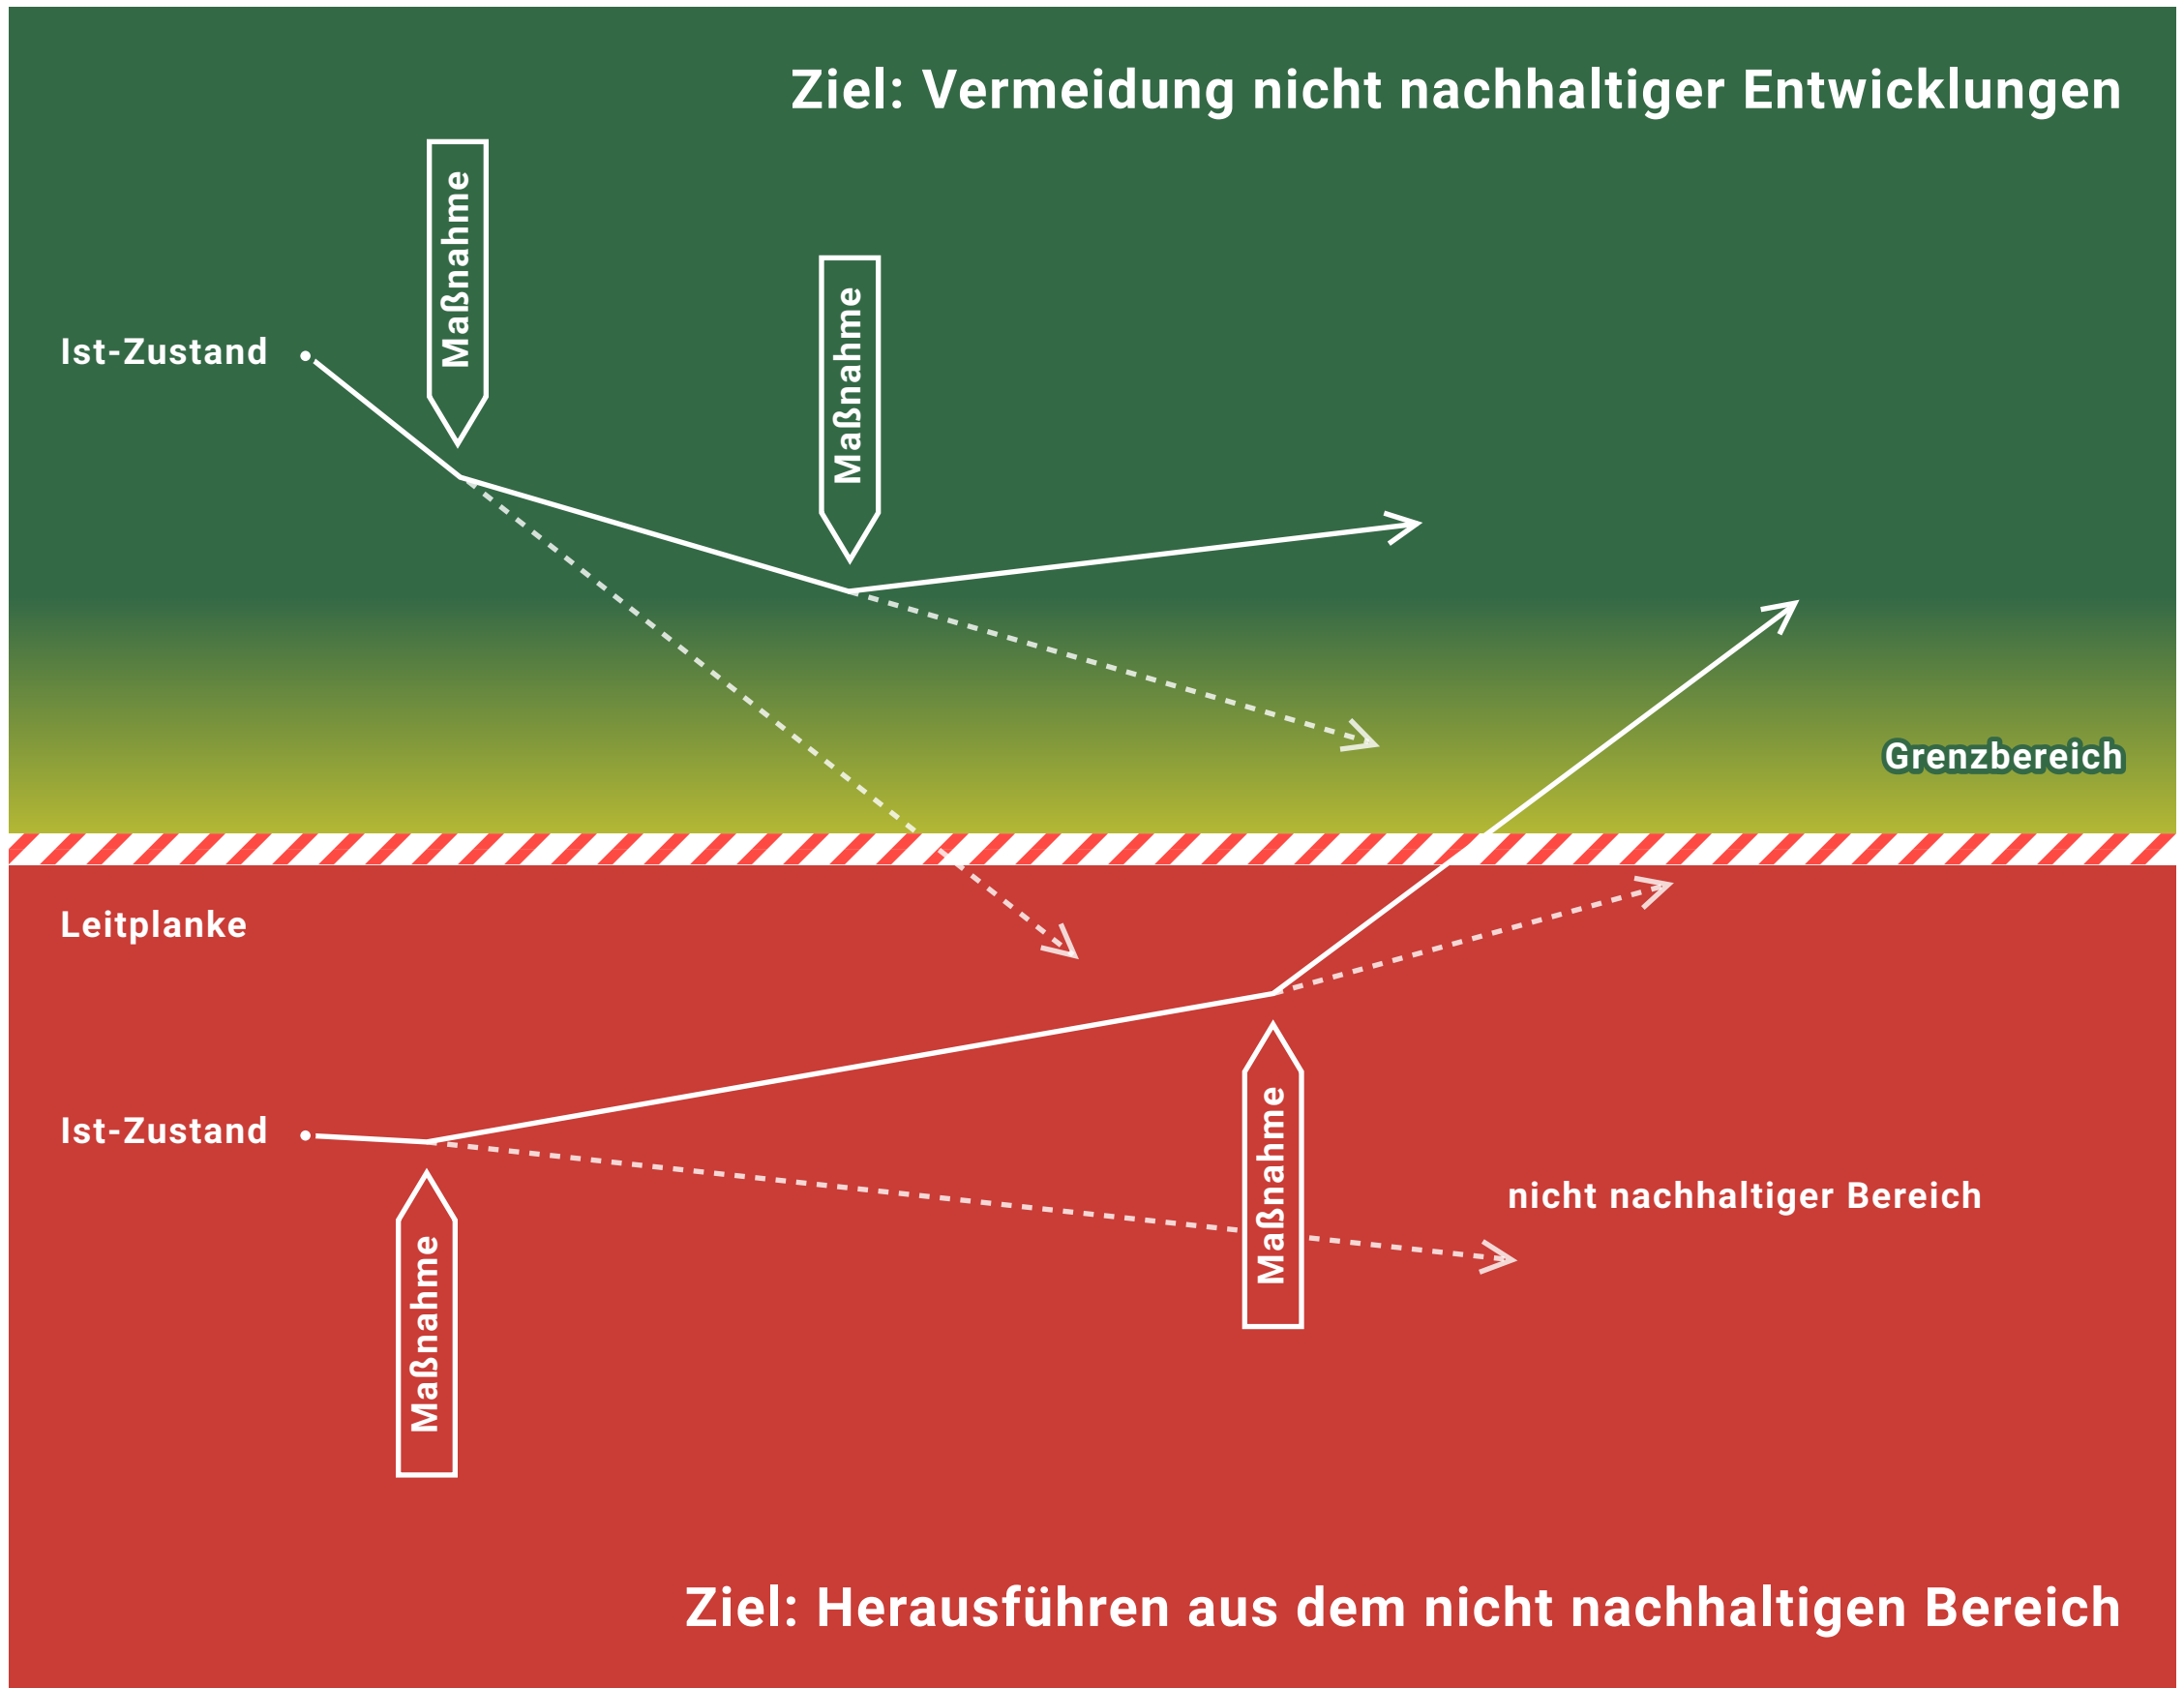 Ziel: Vermeidung nicht nachhaltiger Entwicklungen
Maßnahme
Maßnahme
Ist-Zustand
Grenzbereich
Leitplanke
Ist-Zustand
Maßnahme
nicht nachhaltiger Bereich
Maßnahme
Ziel: Herausführen aus dem nicht nachhaltigen Bereich